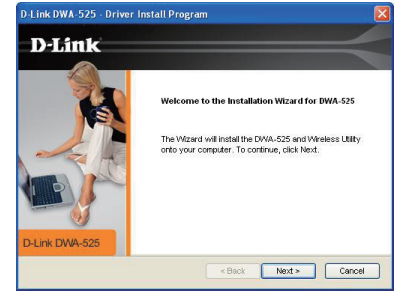 D-Link DWA-525 - Driver Install Program
D-Link
Welcome to the Installation Wizard for DWA-525
The Wizard will install the DWA-525 and Wireless Utility
onto your computer. To continue, click Next.
D-Link DWA-525
< Back
Next >
Cancel